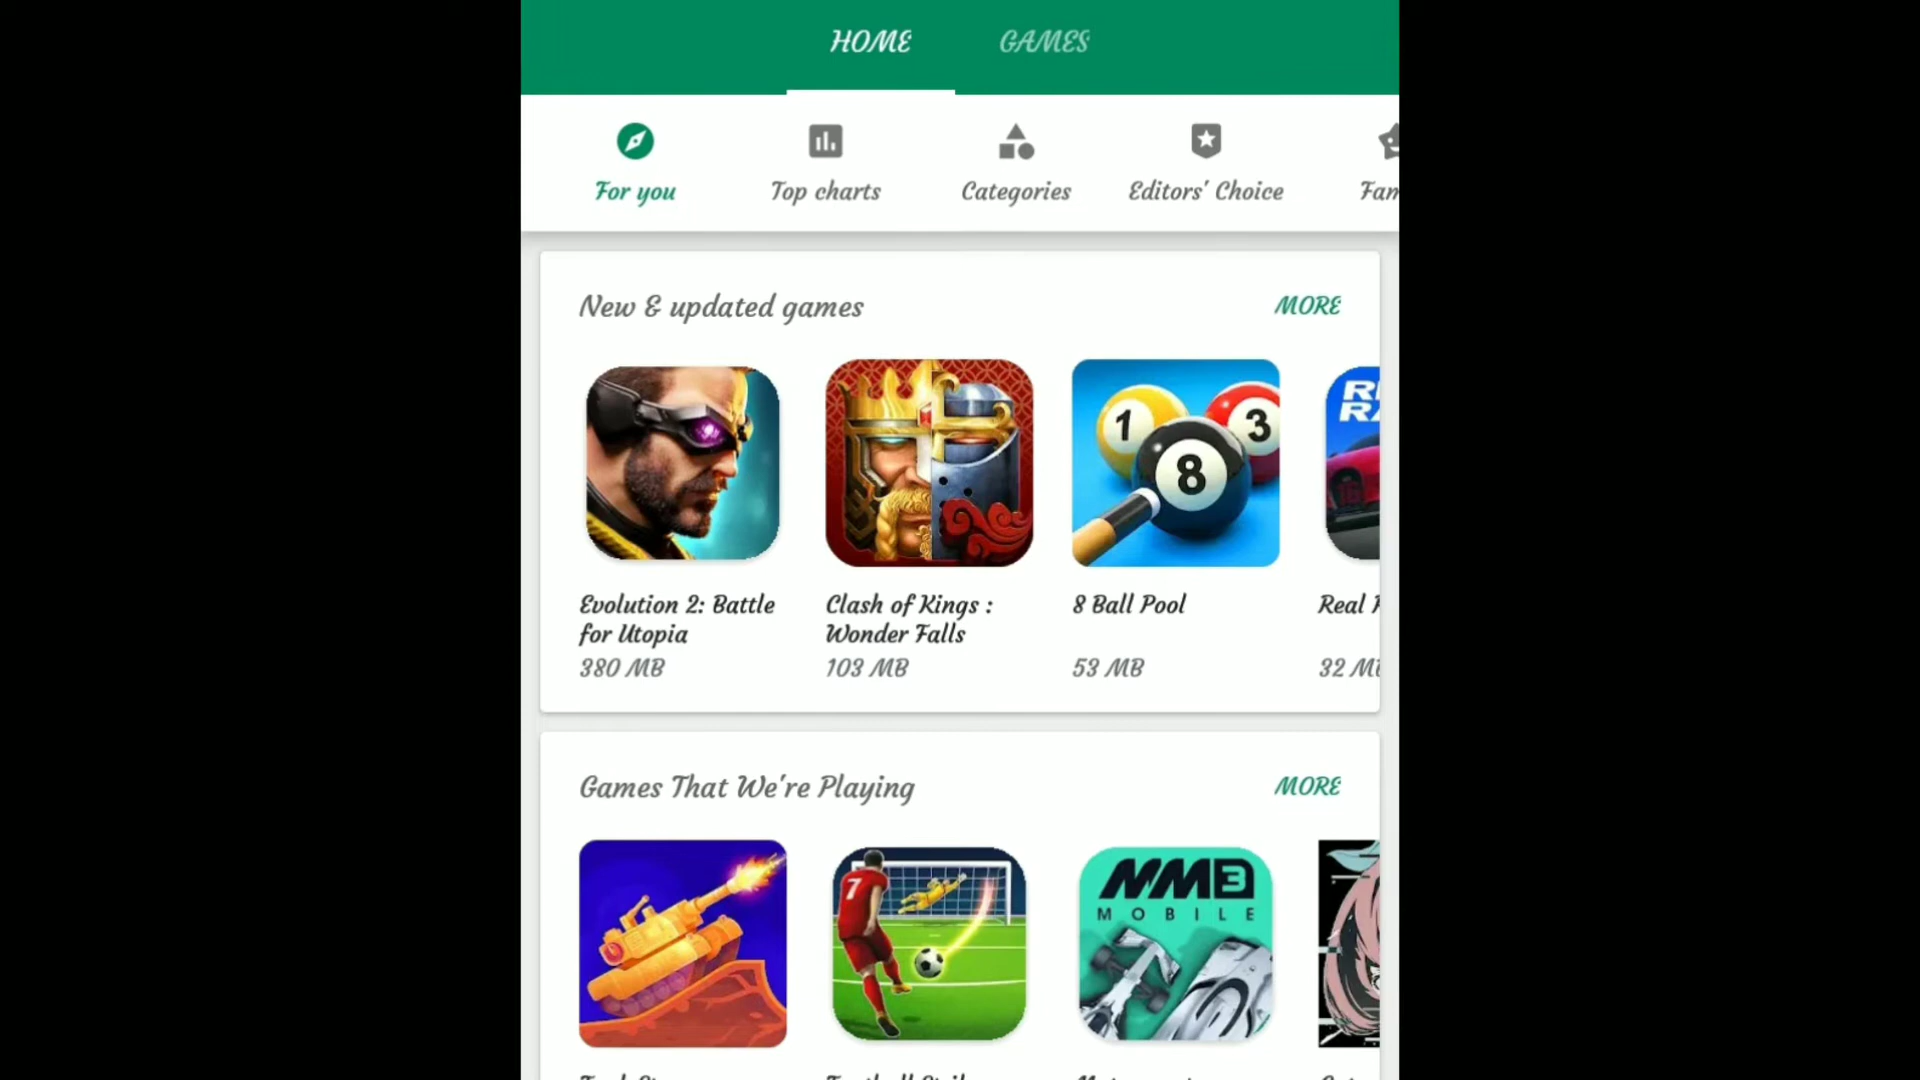 HOME GAMES
For you Top charts Categories Editors' Choice
New & updated games MORE
1 3 8
Evolution 2: Battle for Utopia
Clash of Kings : Wonder Falls
8 Ball Pool
Real
380 MB 103 MB 53 MB 32
Games That We're Playing MORE
7
MM3
MOBILE